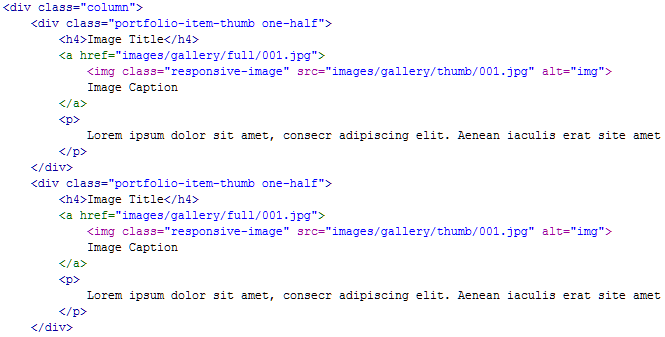 <div class="column">
<div class="portfolio-item-thumb one-half">
<h4>Image Title</h4>
<a href="images/gallery/full/001.jpg">
<img class="responsive-image" src="images/gallery/thumb/001.jpg" alt="img">
Image Caption
</a>
<p>
Lorem ipsum dolor sit amet, consecr adipiscing elit. Aenean iaculis erat site amet
</p>
</div>
<div class="portfolio-item-thumb one-half">
<h4>Image Title</h4>
<a href="images/gallery/full/001.jpg">
<img class="responsive-image" src="images/gallery/thumb/001.jpg" alt="img">
Image Caption
</a>
<p>
Lorem ipsum dolor sit amet, consecr adipiscing elit. Aenean iaculis erat site amet
</p>
</div>